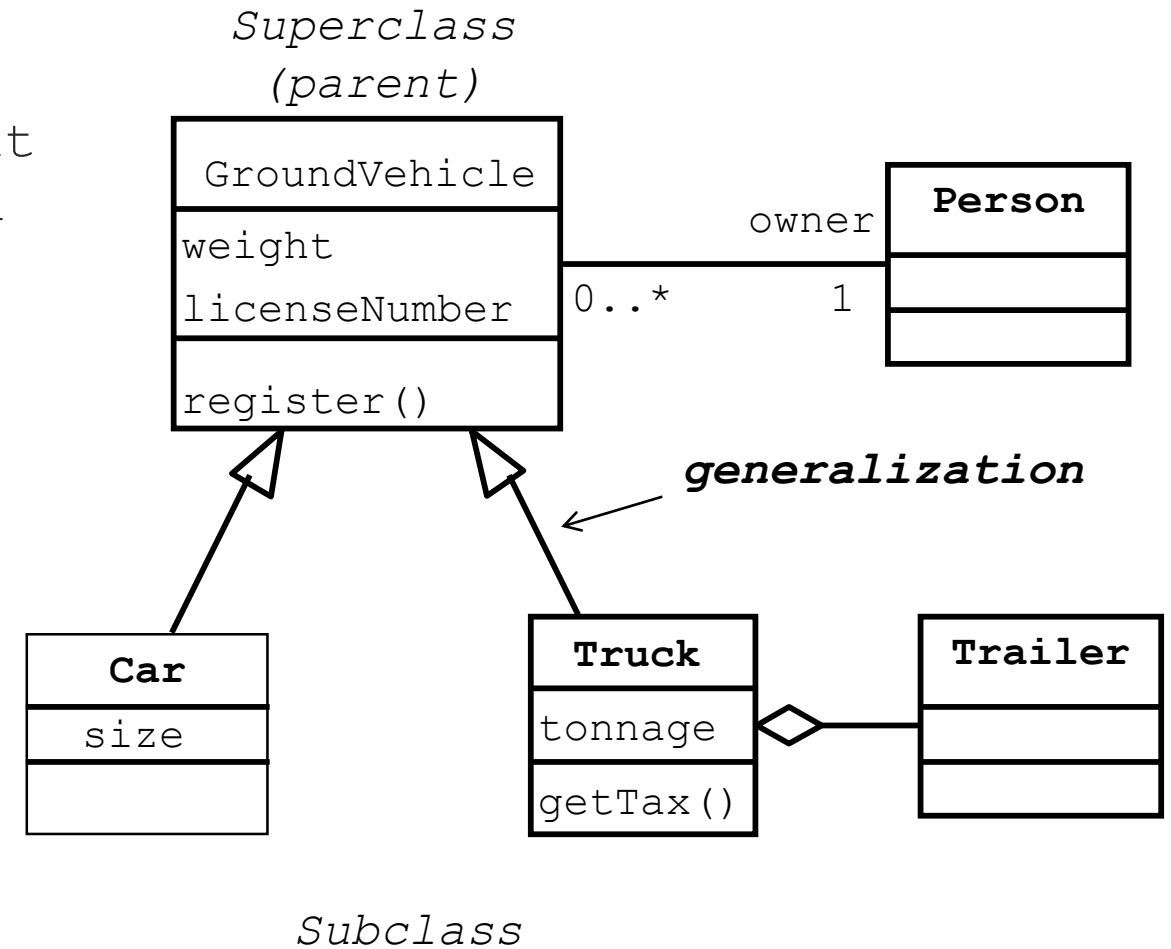 Superclass
(parent)
GroundVehicle
weight
licenseNumber
register()
owner
0..*
1
Person
generalization
Car
size
Truck
tonnage
getTax()
Trailer
Subclass